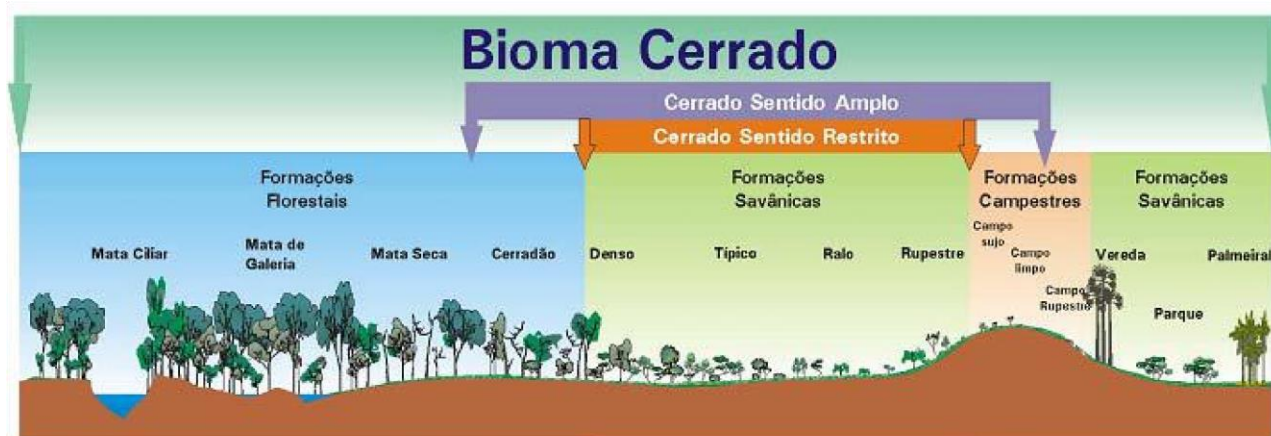 Bioma Cerrado
Cerrado Sentido Amplo
Cerrado Sentido Restrito
Formações
Florestais
Formações
Savânicas
Formações
Campestres
Formações
Savânicas
Mata Ciliar
Mata de
Galeria
Mata Seca
Cerradão
Denso
Típico
Ralo
Rupestre
Campo
sujo
Campo
limpo
Campo
Rupestre
Vereda
Parque
Palmeiral